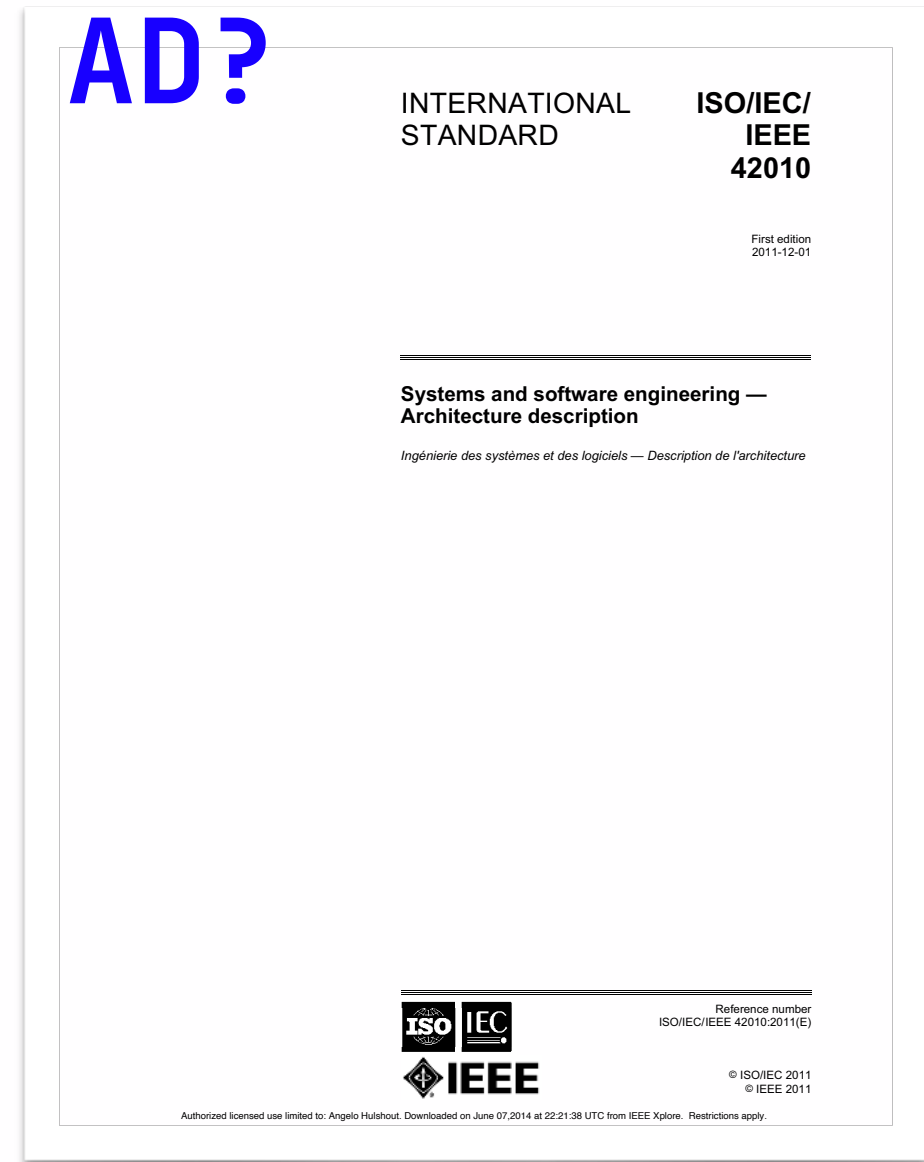 AD?
INTERNATIONAL
STANDARD
ISO/IEC/
IEEE
42010
First edition
2011-12-01
Systems and software engineering —
Architecture description
Ingénierie des systèmes et des logiciels — Description de l'architecture
ISO IEC
IEEE
Reference number
ISO/IEC/IEEE 42010:2011(E)
© ISO/IEC 2011
© IEEE 2011
Authorized licensed use limited to: Angelo Hulshout. Downloaded on June 07,2014 at 22:21:38 UTC from IEEE Xplore.  Restrictions apply.